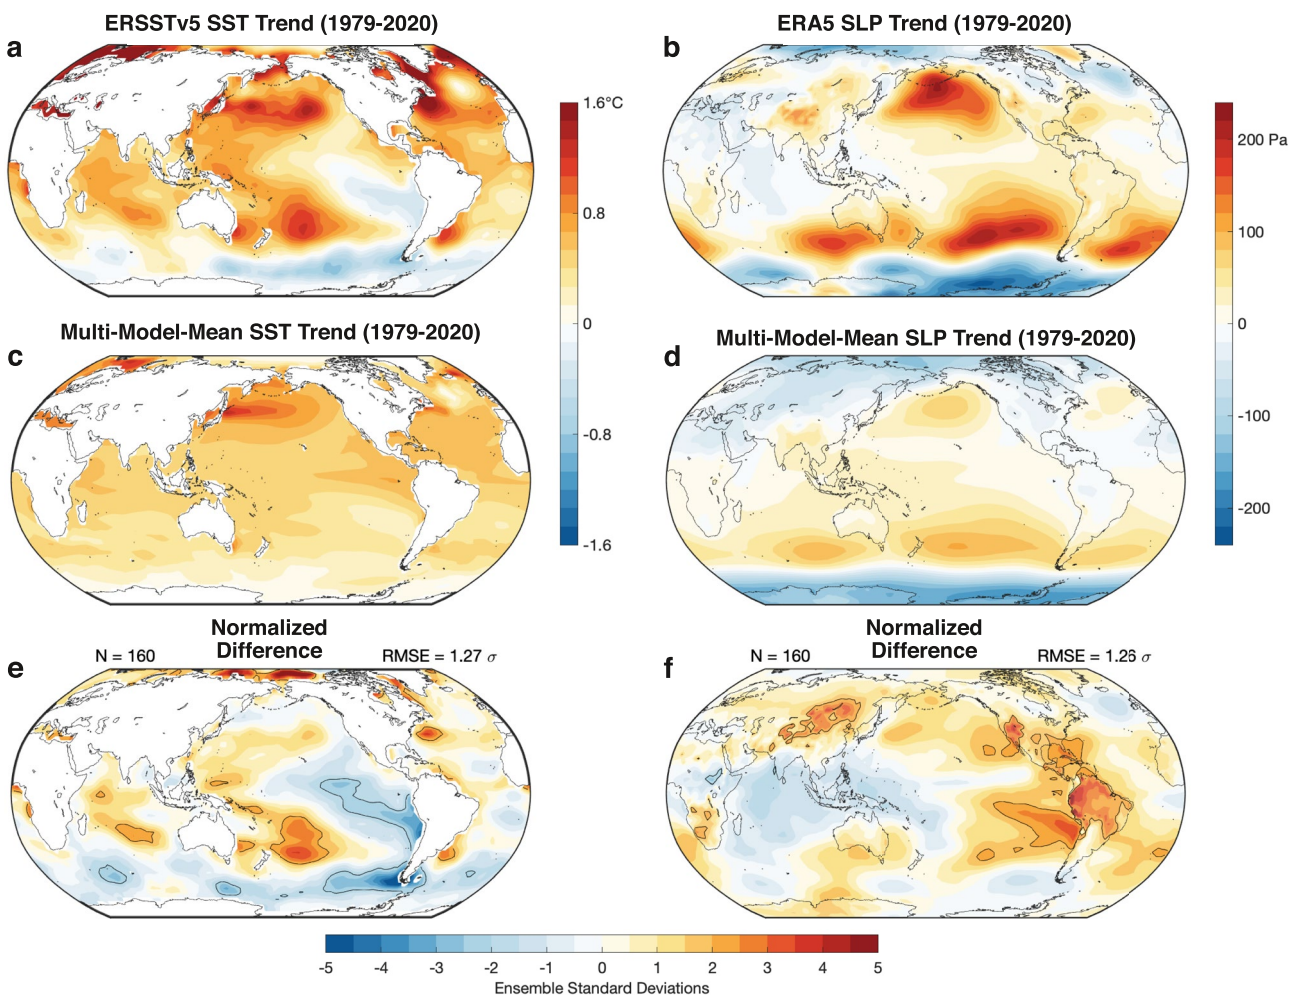 ERSSTv5 SST Trend (1979-2020)
ERA5 SLP Trend (1979-2020)
a
b
1.6°C
0.8
0
-0.8
-1.6
200 Pa
100
0
-100
-200
Multi-Model-Mean SST Trend (1979-2020)
Multi-Model-Mean SLP Trend (1979-2020)
c
d
Normalized
Difference
N = 160
RMSE = 1.27 σ
e
Normalized
Difference
N = 160
RMSE = 1.26 σ
f
-5 -4 -3 -2 -1 0 1 2 3 4 5
Ensemble Standard Deviations